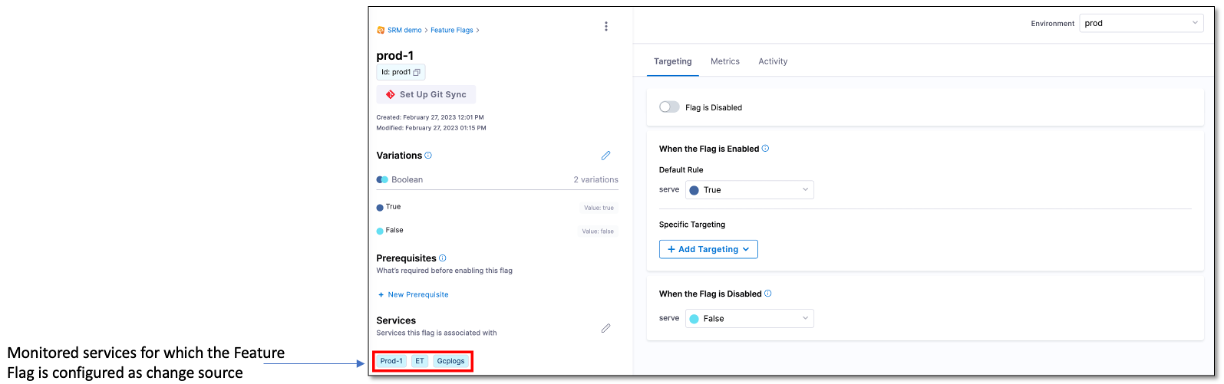 SRM demo > Feature Flags >
prod-1
Id: prod1
Set Up Git Sync
Created: February 27, 2023 12:01 PM
Modified: February 27, 2023 01:15 PM
Variations
Boolean 2 variations
True Value: true
False Value: false
Prerequisites
What's required before enabling this flag
+ New Prerequisite
Services
Services this flag is associated with
Prod-1 ET Gcplogs
Environment prod
Targeting Metrics Activity
Flag is Disabled
When the Flag is Enabled
Default Rule
serve True
Specific Targeting
+ Add Targeting
When the Flag is Disabled
serve False
Monitored services for which the Feature
Flag is configured as change source